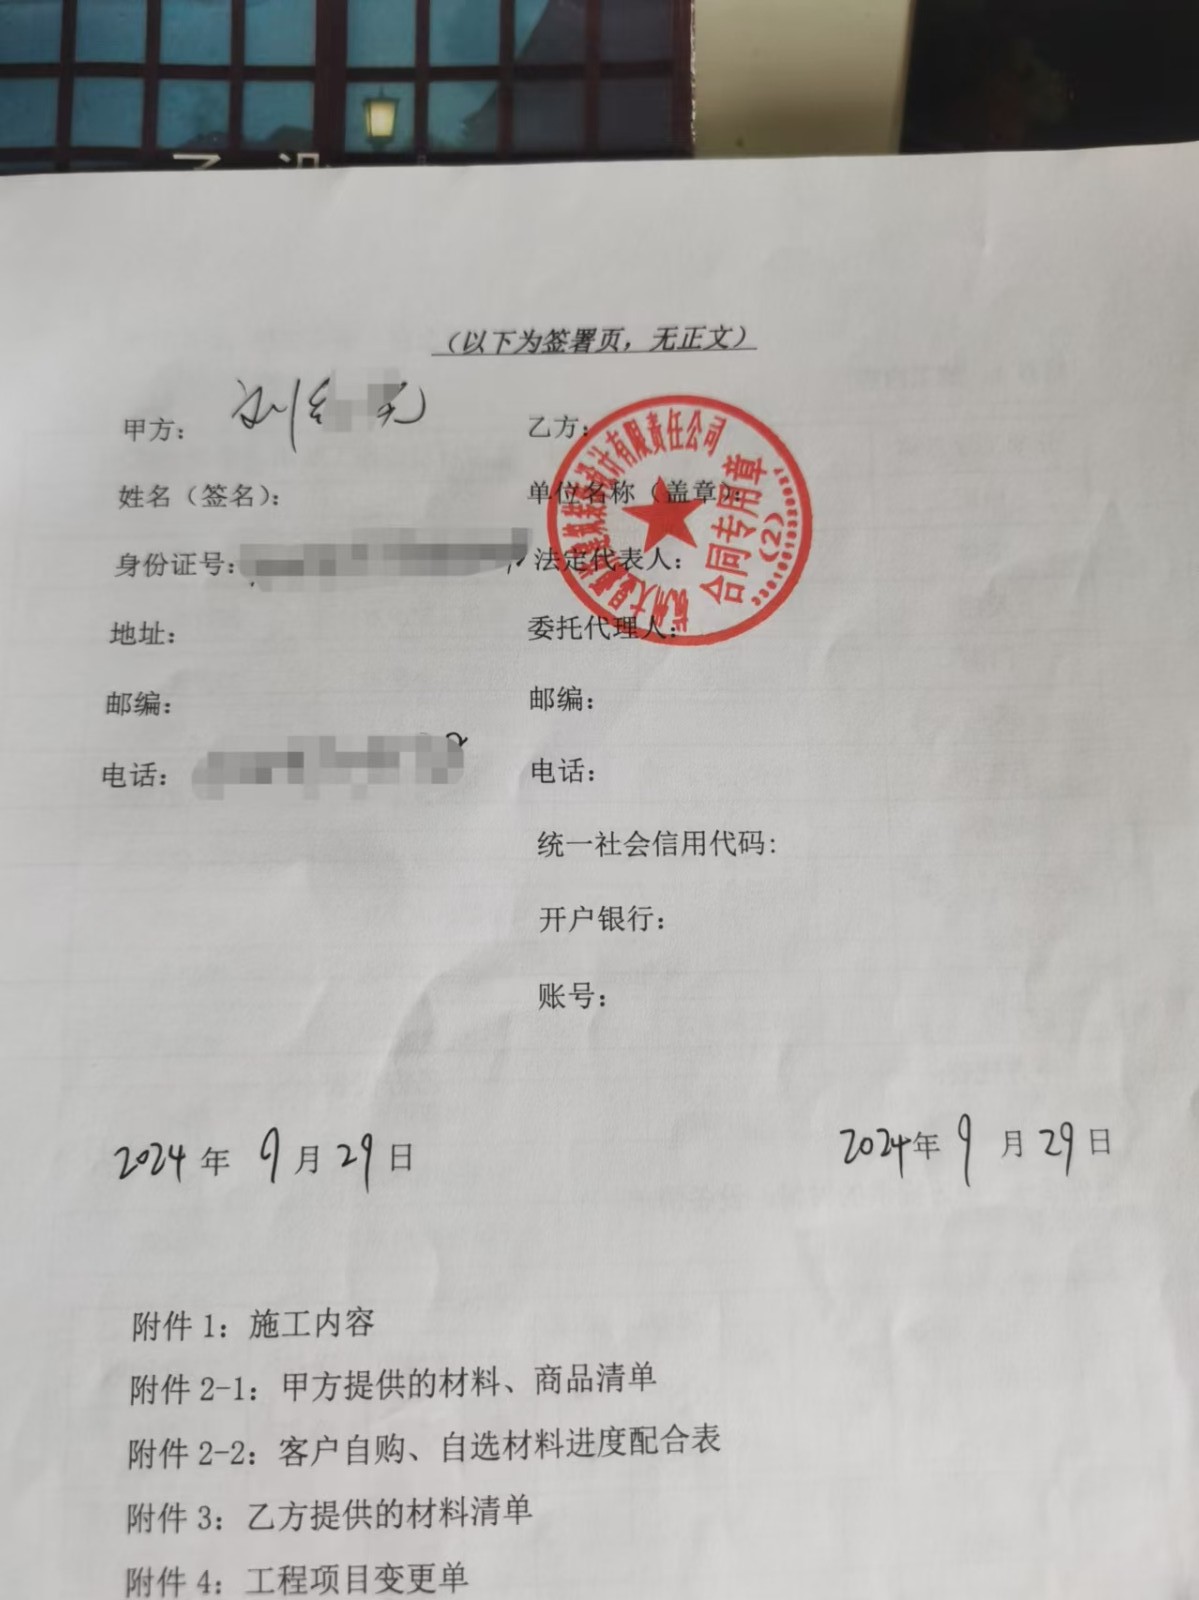 （以下为签署页，无正文）
甲方：刘
乙方：
姓名（签名）：
单位名称（盖章）：
身份证号：
法定代表人：
地址：
委托代理人：
邮编：
邮编：
电话：
电话：
统一社会信用代码：
开户银行：
账号：
设计有限责任公司
合同专用章
（2）
2024年9月29日
2024年9月29日
附件1：施工内容
附件2-1：甲方提供的材料、商品清单
附件2-2：客户自购、自选材料进度配合表
附件3：乙方提供的材料清单
附件4：工程项目变更单